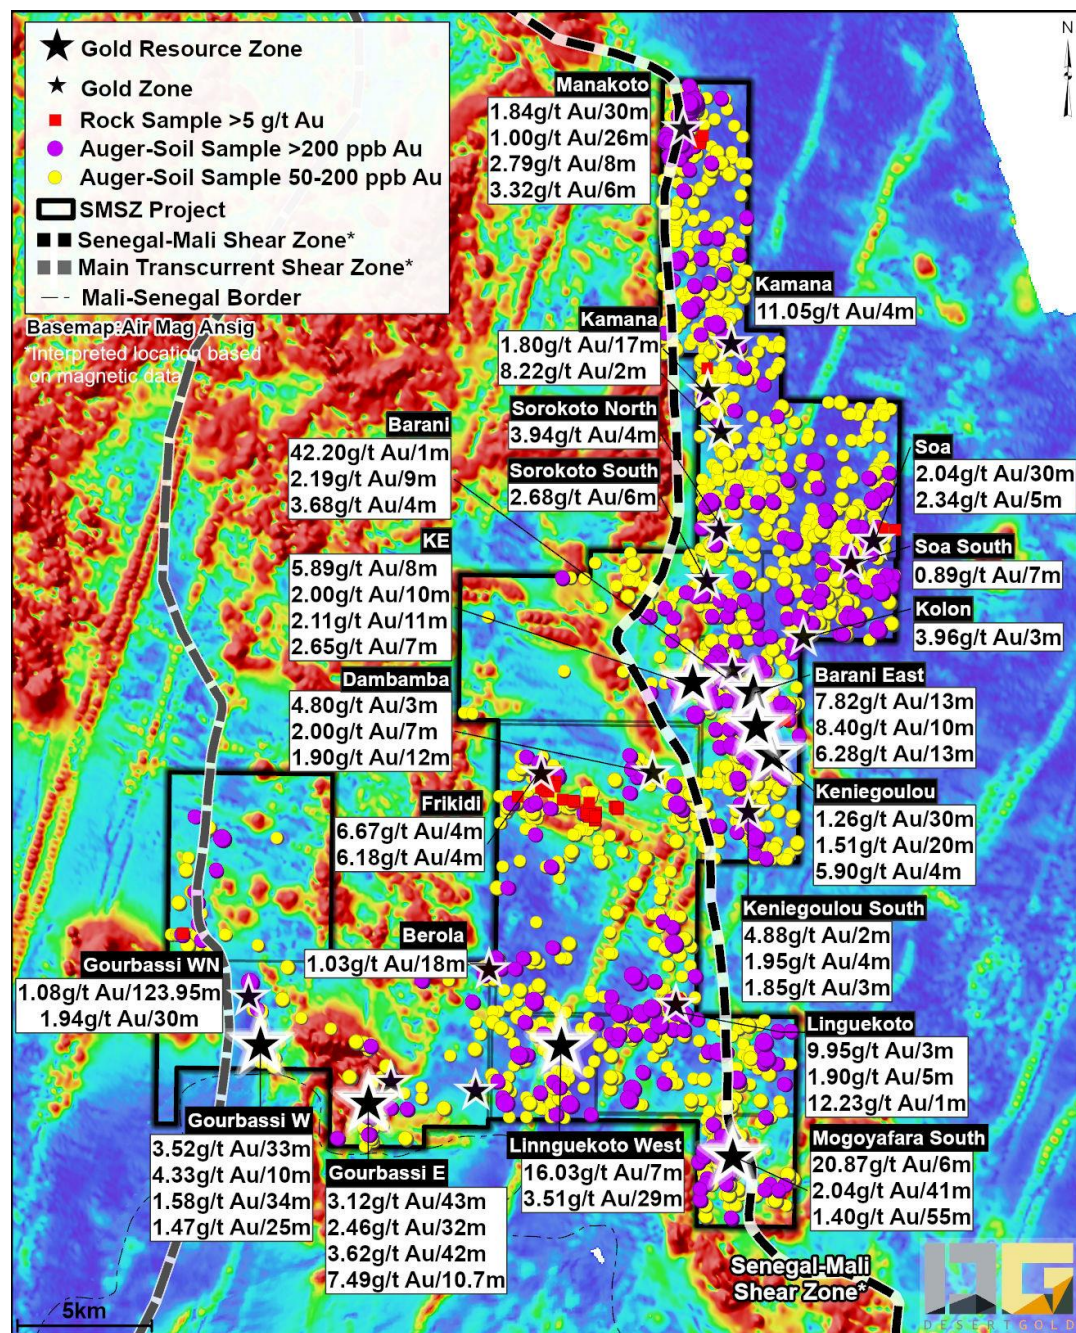 Gold Resource Zone
Gold Zone
Rock Sample >5 g/t Au
Auger-Soil Sample >200 ppb Au
Auger-Soil Sample 50-200 ppb Au
SMSZ Project
Senegal-Mali Shear Zone*
Main Transcurrent Shear Zone*
Mali-Senegal Border
Basemap:Air Mag Ansig
*Interpreted location based
on magnetic data
N
Manakoto
1.84g/t Au/30m
1.00g/t Au/26m
2.79g/t Au/8m
3.32g/t Au/6m
Kamana
11.05g/t Au/4m
Kamana
1.80g/t Au/17m
8.22g/t Au/2m
Sorokoto North
3.94g/t Au/4m
Sorokoto South
2.68g/t Au/6m
Barani
42.20g/t Au/1m
2.19g/t Au/9m
3.68g/t Au/4m
Soa
2.04g/t Au/30m
2.34g/t Au/5m
Soa South
0.89g/t Au/7m
Kolon
3.96g/t Au/3m
KE
5.89g/t Au/8m
2.00g/t Au/10m
2.11g/t Au/11m
2.65g/t Au/7m
Barani East
7.82g/t Au/13m
8.40g/t Au/10m
6.28g/t Au/13m
Dambamba
4.80g/t Au/3m
2.00g/t Au/7m
1.90g/t Au/12m
Keniegoulou
1.26g/t Au/30m
1.51g/t Au/20m
5.90g/t Au/4m
Frikidi
6.67g/t Au/4m
6.18g/t Au/4m
Keniegoulou South
4.88g/t Au/2m
1.95g/t Au/4m
1.85g/t Au/3m
Berola
1.03g/t Au/18m
Gourbassi WN
1.08g/t Au/123.95m
1.94g/t Au/30m
Linguekoto
9.95g/t Au/3m
1.90g/t Au/5m
12.23g/t Au/1m
Gourbassi W
3.52g/t Au/33m
4.33g/t Au/10m
1.58g/t Au/34m
1.47g/t Au/25m
Gourbassi E
3.12g/t Au/43m
2.46g/t Au/32m
3.62g/t Au/42m
7.49g/t Au/10.7m
Linnguekoto West
16.03g/t Au/7m
3.51g/t Au/29m
Mogoyafara South
20.87g/t Au/6m
2.04g/t Au/41m
1.40g/t Au/55m
Senegal-Mali
Shear Zone*
5km
DG
DESERTGOLD